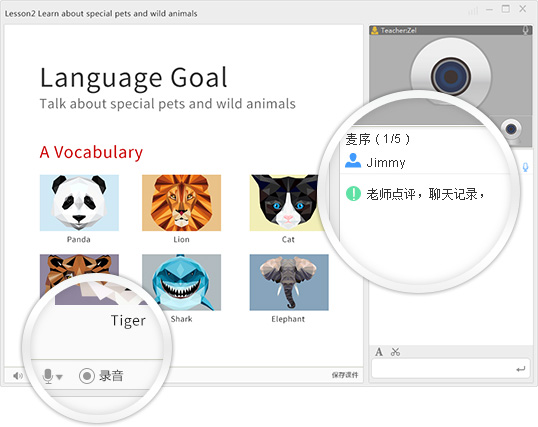 Lesson2 Learn about special pets and wild animals
Teacher:Zel
Language Goal
Talk about special pets and wild animals
A Vocabulary
Panda
Lion
Cat
麦序（1/5）
Jimmy
老师点评，聊天记录，
Tiger
Shark
Elephant
录音
保存课件
A